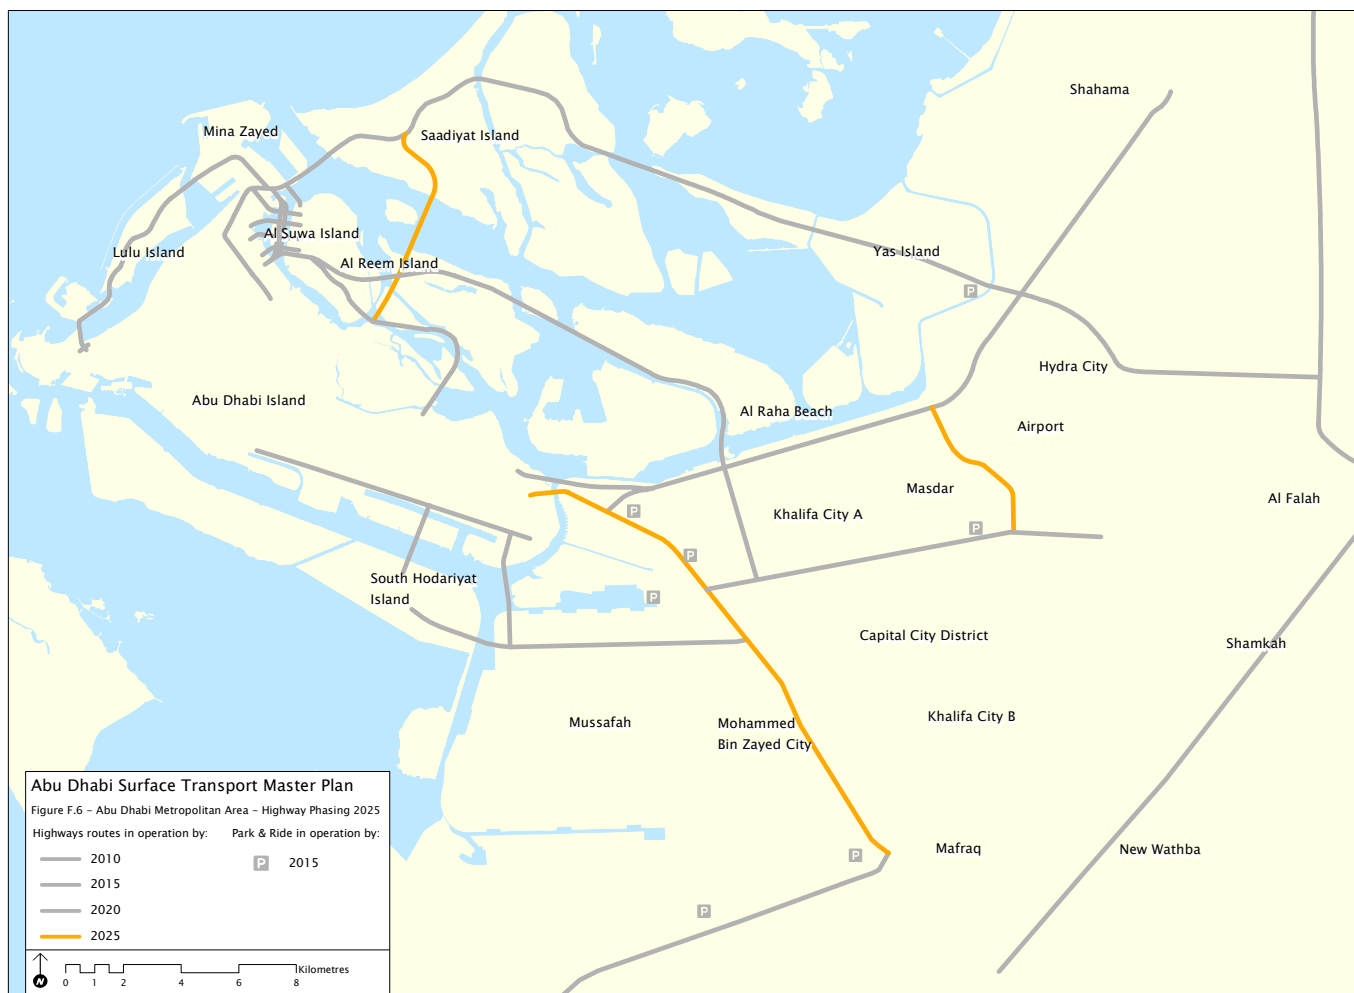 Shahama
Mina Zayed
Saadiyat Island
Al Suwa Island
Lulu Island
Al Reem Island
Yas Island
P
Hydra City
Abu Dhabi Island
Al Raha Beach
Airport
Masdar
Al Falah
Khalifa City A
P
P
P
South Hodariyat
Island
P
Capital City District
Shamkah
Mussafah
Mohammed
Bin Zayed City
Khalifa City B
Mafraq
New Wathba
P
P
Abu Dhabi Surface Transport Master Plan
Figure F.6 – Abu Dhabi Metropolitan Area – Highway Phasing 2025
Highways routes in operation by: Park & Ride in operation by:
2010
P 2015
2015
2020
2025
N
Kilometres
0 1 2 4 6 8